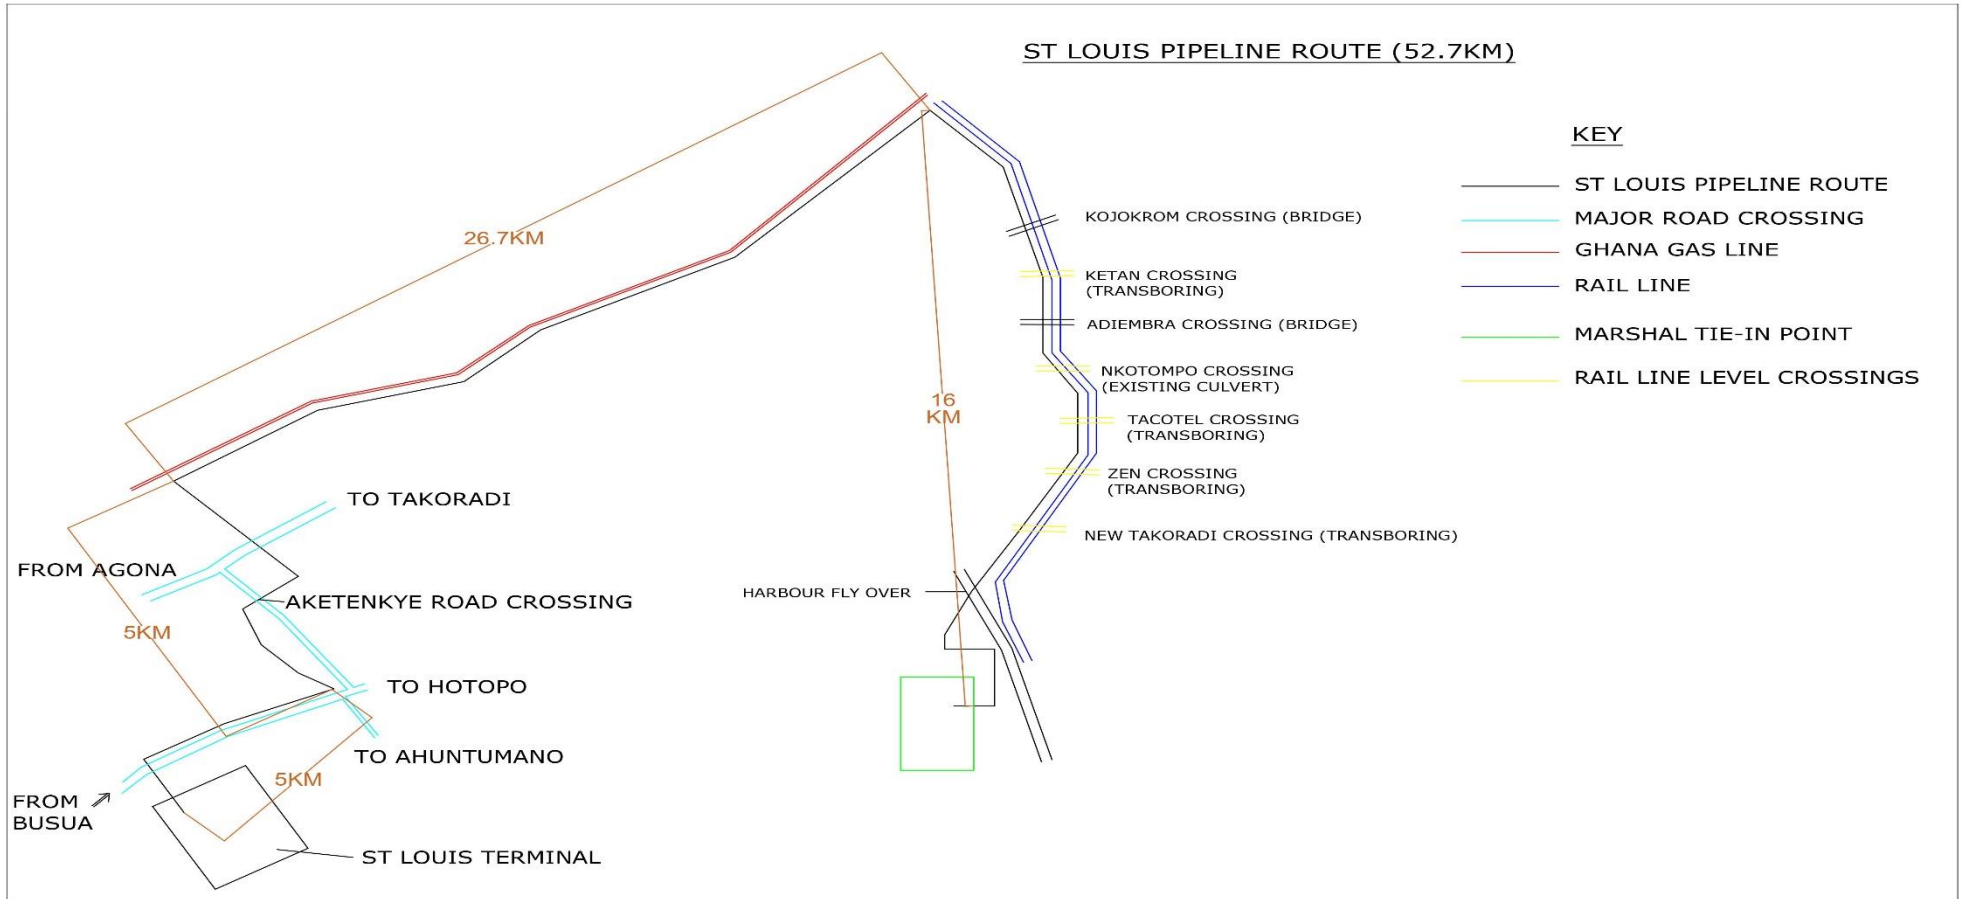 ST LOUIS PIPELINE ROUTE (52.7KM)
KEY
ST LOUIS PIPELINE ROUTE
MAJOR ROAD CROSSING
GHANA GAS LINE
RAIL LINE
MARSHAL TIE-IN POINT
RAIL LINE LEVEL CROSSINGS
26.7KM
KOJOKROM CROSSING (BRIDGE)
KETAN CROSSING
(TRANSBORING)
ADIEMBRA CROSSING (BRIDGE)
NKOTOMPO CROSSING
(EXISTING CULVERT)
16
KM
TACOTEL CROSSING
(TRANSBORING)
ZEN CROSSING
(TRANSBORING)
NEW TAKORADI CROSSING (TRANSBORING)
HARBOUR FLY OVER
TO TAKORADI
FROM AGONA
AKETENKYE ROAD CROSSING
5KM
TO HOTOPO
TO AHUNTUMANO
5KM
FROM
BUSUA
ST LOUIS TERMINAL